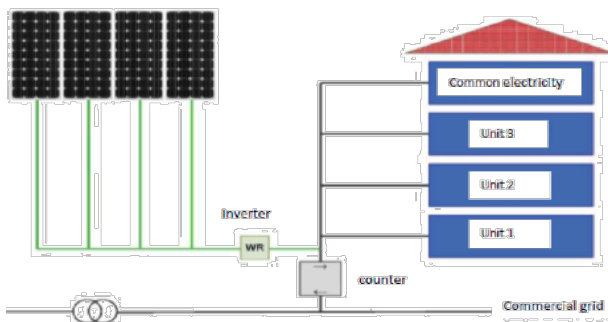 Common electricity
Unit 3
Unit 2
Inverter
Unit 1
WR
counter
Commercial grid